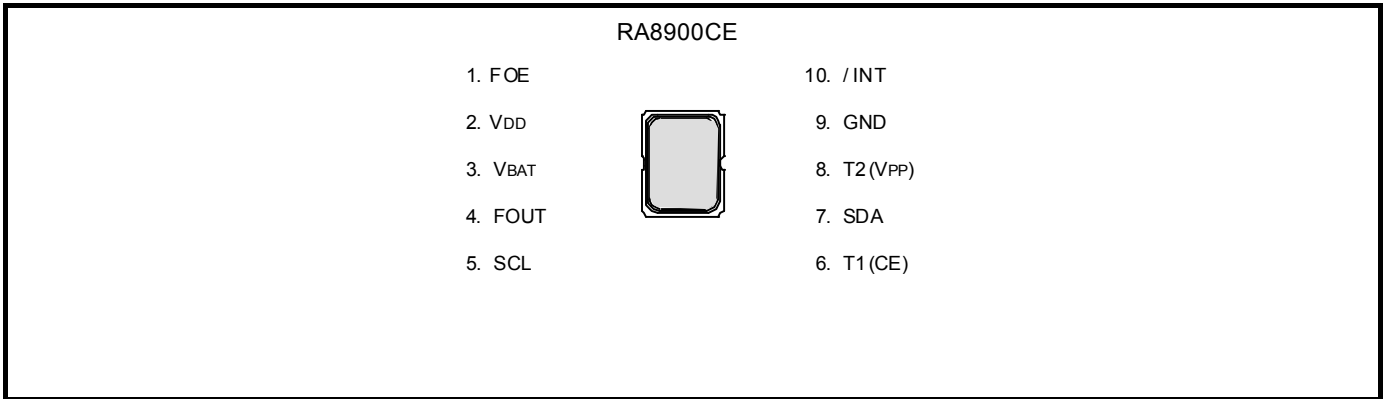 RA8900CE
1. FOE
10. / INT
2. VDD
9. GND
3. VBAT
8. T2 (VPP)
4. FOUT
7. SDA
5. SCL
6. T1 (CE)